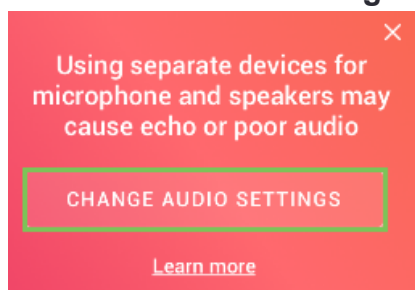 Using separate devices for
microphone and speakers may
cause echo or poor audio
CHANGE AUDIO SETTINGS
Learn more